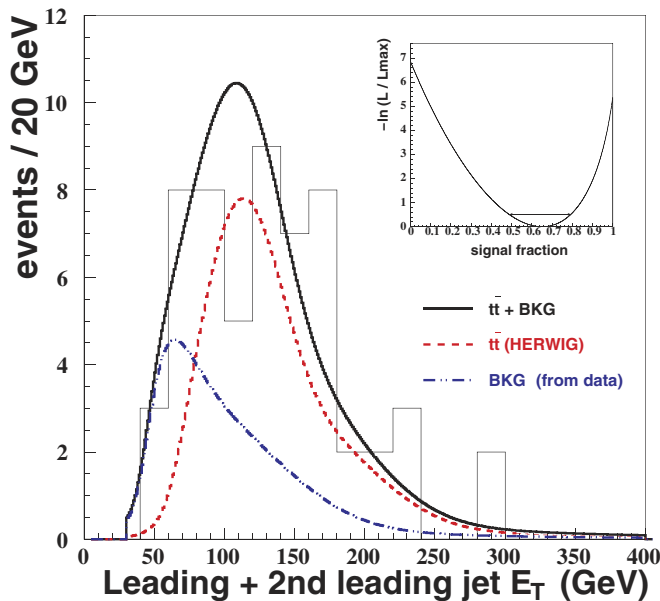 events / 20 GeV
12
10
8
6
4
2
0
0 50 100 150 200 250 300 350 400
Leading + 2nd leading jet E_T (GeV)
−ln (L / Lmax)
7
6
5
4
3
2
1
0
0 0.1 0.2 0.3 0.4 0.5 0.6 0.7 0.8 0.9 1
signal fraction
tt̄ + BKG
tt̄ (HERWIG)
BKG (from data)